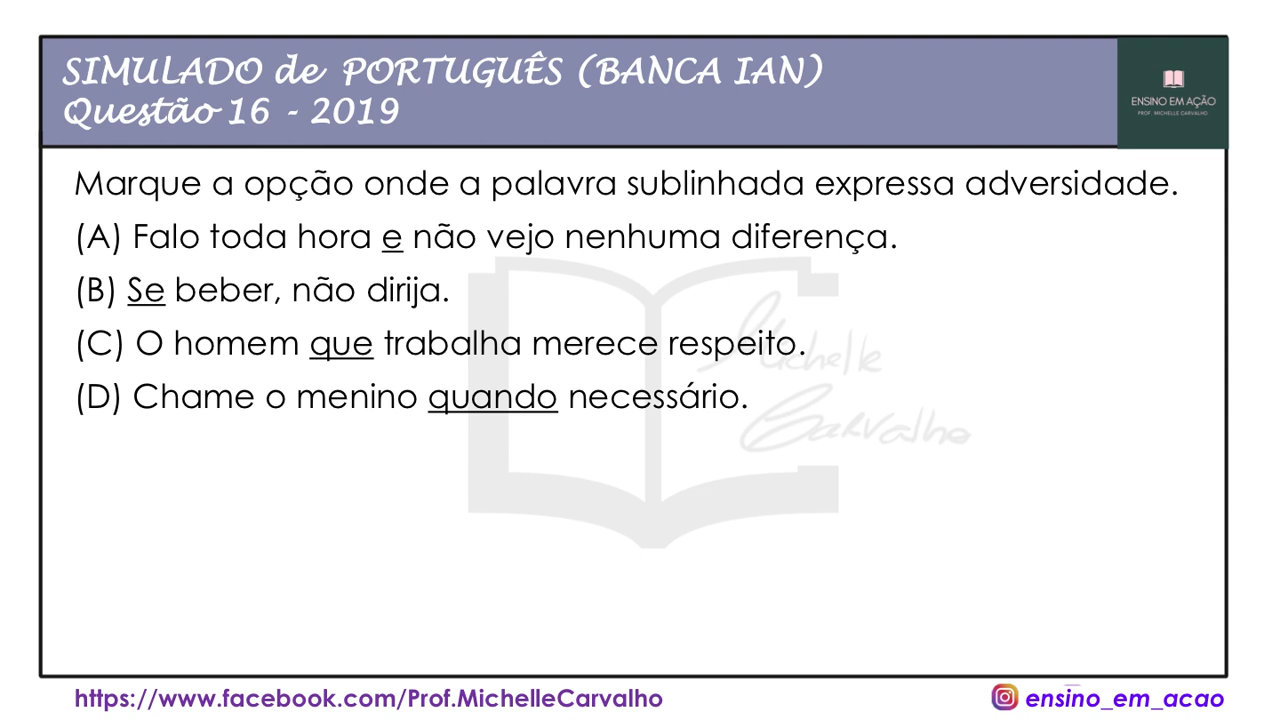 SIMULADO de PORTUGUÊS (BANCA IAN)
Questão 16 - 2019
ENSINO EM AÇÃO
PROF. MICHELLE CARVALHO
Marque a opção onde a palavra sublinhada expressa adversidade.
(A) Falo toda hora e não vejo nenhuma diferença.
(B) Se beber, não dirija.
(C) O homem que trabalha merece respeito.
(D) Chame o menino quando necessário.
Michelle
Carvalho
https://www.facebook.com/Prof.MichelleCarvalho
ensino_em_acao